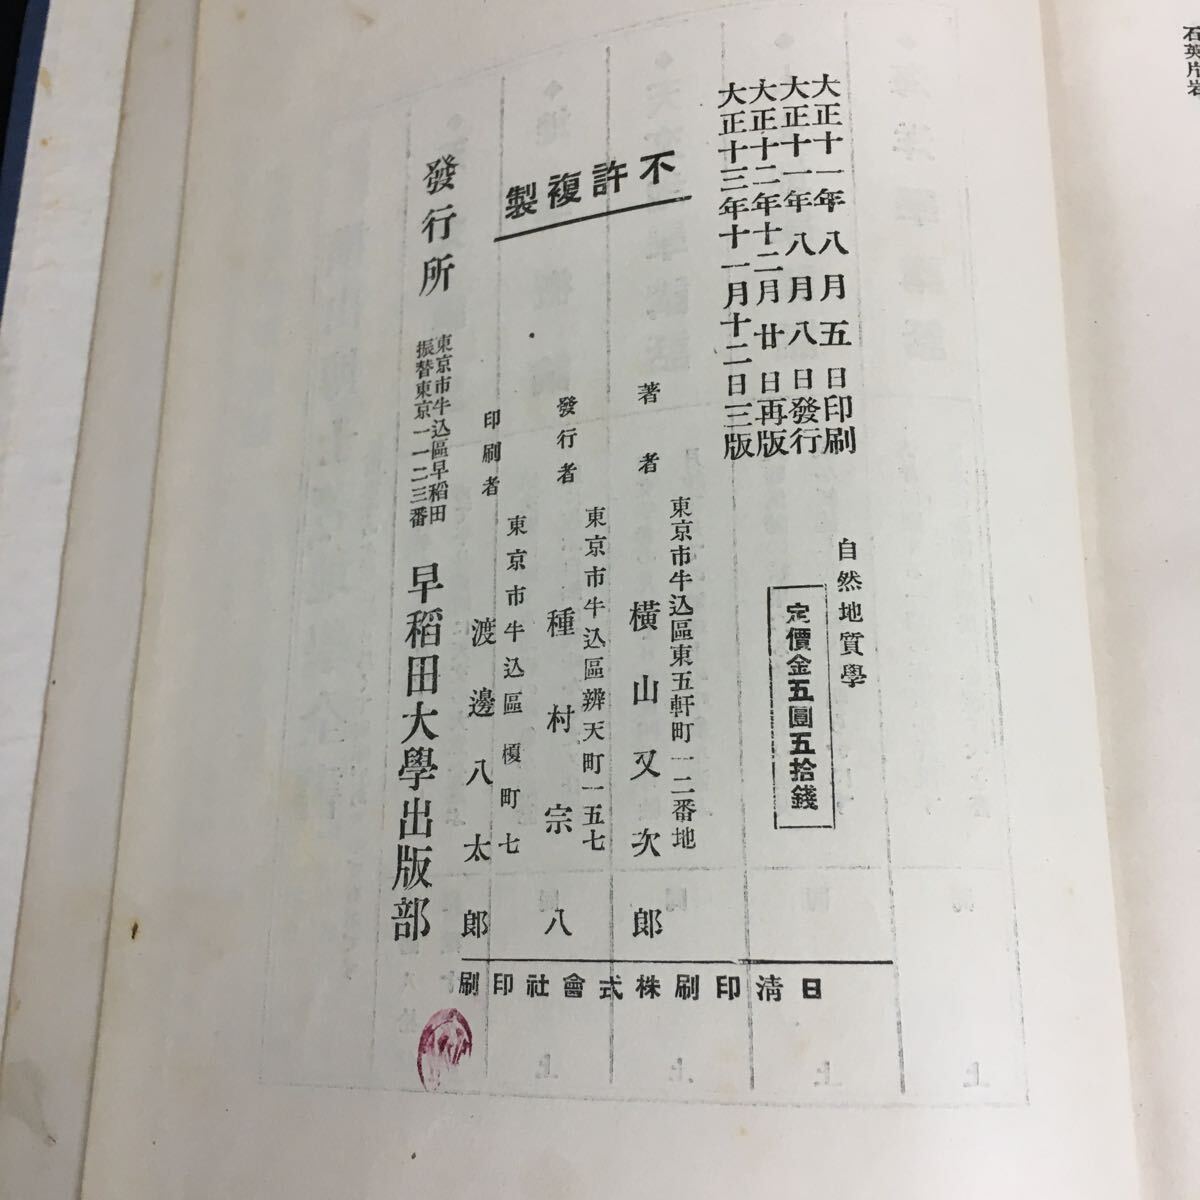 石英片岩
大正十一年八月五日印刷
大正十一年八月八日發行
大正十二年十二月廿日再版
大正十三年十一月十二日三版
自然地質學
定價金五圓五拾錢
不許複製
著者
東京市牛込區東五軒町一二番地
橫山又次郎
發行者
東京市牛込區辨天町一五七
種村宗八
印刷者
東京市牛込區榎町七
渡邊八太郎
日淸印刷株式會社印刷
發行所
東京市牛込區早稻田
振替東京一一二三番
早稻田大學出版部